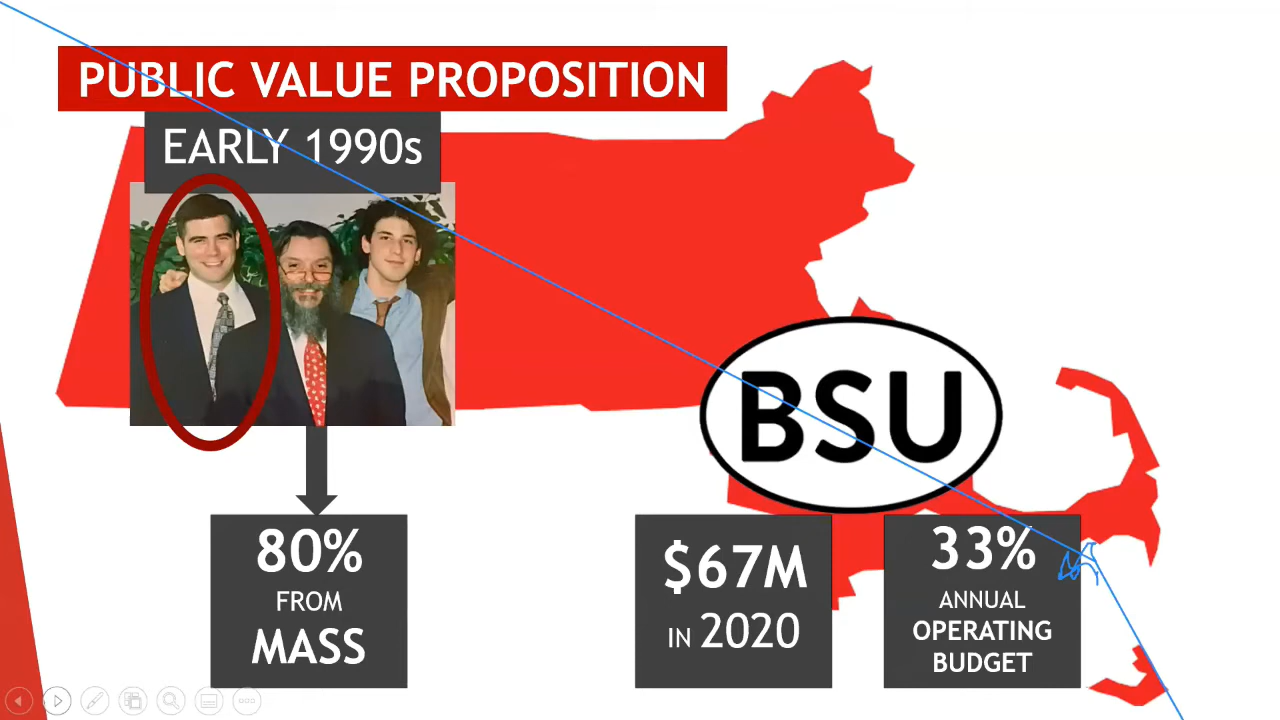 PUBLIC VALUE PROPOSITION
EARLY 1990s
BSU
80%
FROM
MASS
$67M
IN 2020
33%
ANNUAL
OPERATING
BUDGET